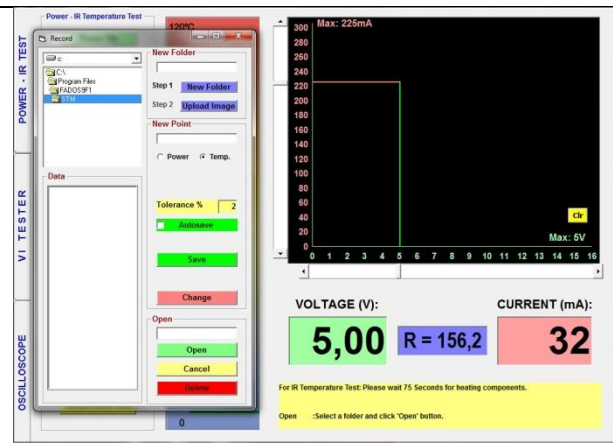 Power - IR Temperature Test
120°C
Record
c:
C:\
Program Files
FADOS9F1
STM
Data
New Folder
Step 1 New Folder
Step 2 Upload Image
New Point
Power Temp.
Tolerance % 2
Autosave
Save
Change
Open
Open
Cancel
Delete
0
POWER - IR TEST
VI TESTER
OSCILLOSCOPE
Max: 225mA
300
280
260
240
220
200
180
160
140
120
100
80
60
40
20
0
Clr
Max: 5V
0 1 2 3 4 5 6 7 8 9 10 11 12 13 14 15 16
VOLTAGE (V): CURRENT (mA):
5,00 R = 156,2 32
For IR Temperature Test: Please wait 75 Seconds for heating components.
Open :Select a folder and click 'Open' button.